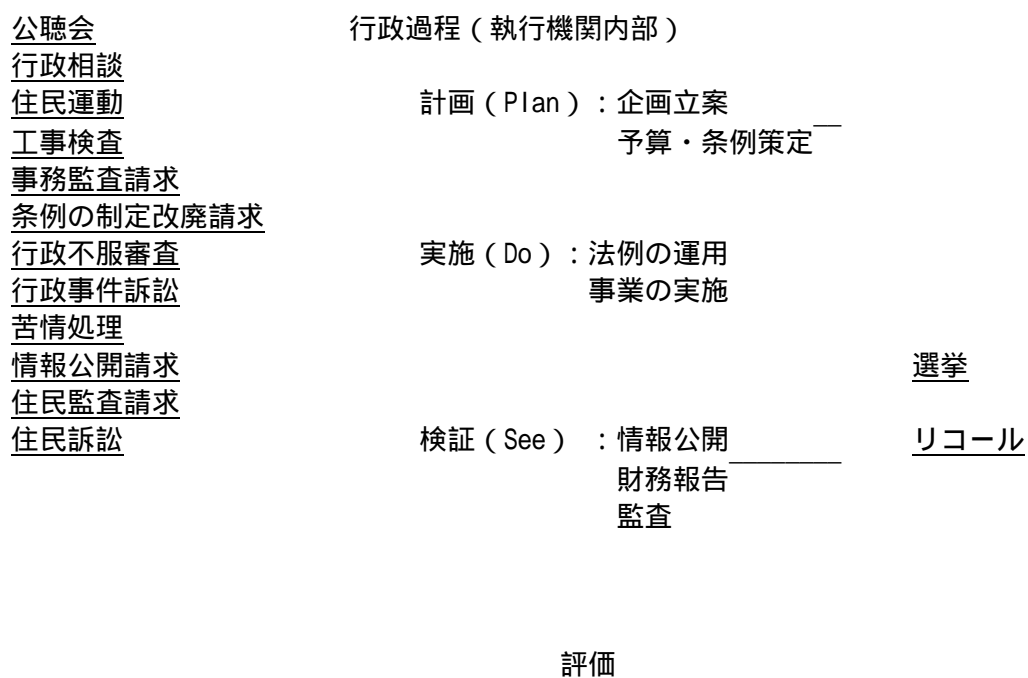 公聴会 行政過程（執行機関内部）
行政相談
住民運動 計画（Plan）：企画立案
工事検査 予算・条例策定
事務監査請求
条例の制定改廃請求
行政不服審査 実施（Do）：法例の運用
行政事件訴訟 事業の実施
苦情処理
情報公開請求 選挙
住民監査請求
住民訴訟 検証（See）：情報公開 リコール
財務報告
監査
評価